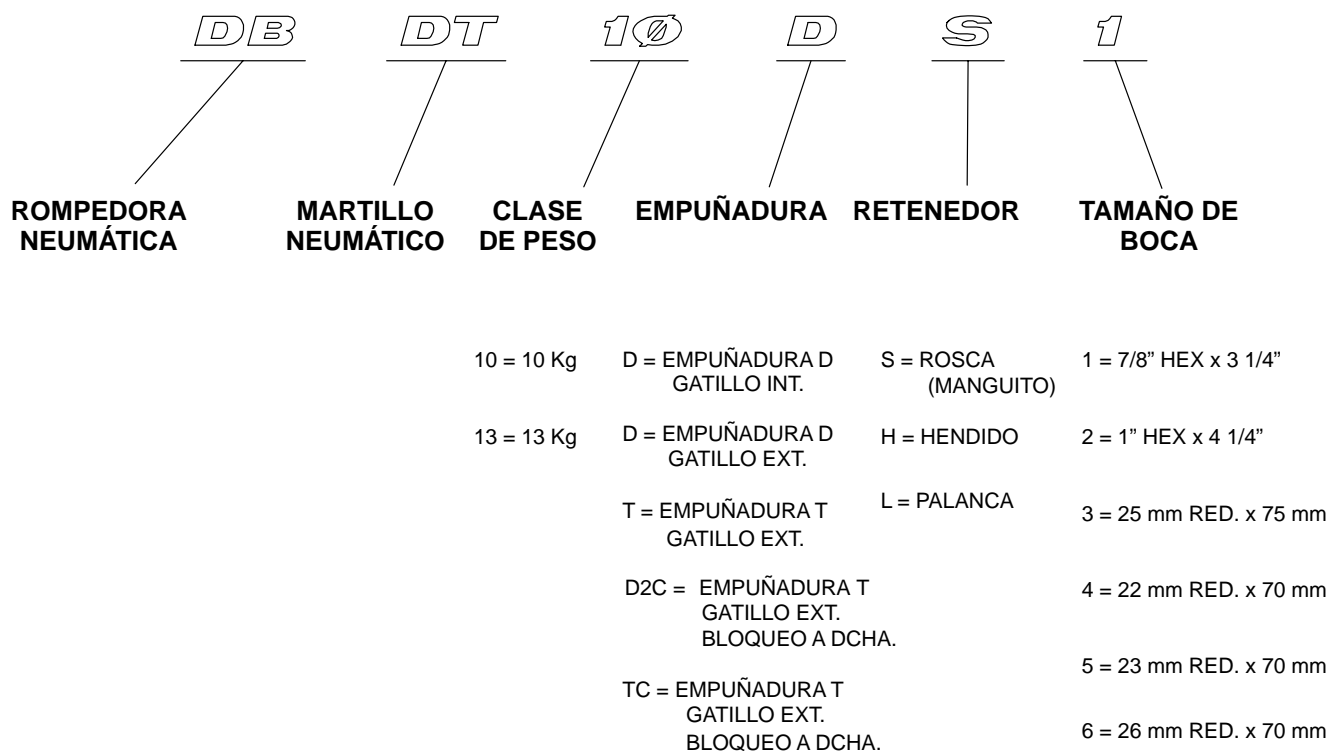 DB DT 1Ø D S 1
ROMPEDORA NEUMÁTICA
MARTILLO NEUMÁTICO
CLASE DE PESO
EMPUÑADURA
RETENEDOR
TAMAÑO DE BOCA
10 = 10 Kg
13 = 13 Kg
D = EMPUÑADURA D
GATILLO INT.
D = EMPUÑADURA D
GATILLO EXT.
T = EMPUÑADURA T
GATILLO EXT.
D2C = EMPUÑADURA T
GATILLO EXT.
BLOQUEO A DCHA.
TC = EMPUÑADURA T
GATILLO EXT.
BLOQUEO A DCHA.
S = ROSCA
(MANGUITO)
H = HENDIDO
L = PALANCA
1 = 7/8” HEX x 3 1/4”
2 = 1” HEX x 4 1/4”
3 = 25 mm RED. x 75 mm
4 = 22 mm RED. x 70 mm
5 = 23 mm RED. x 70 mm
6 = 26 mm RED. x 70 mm